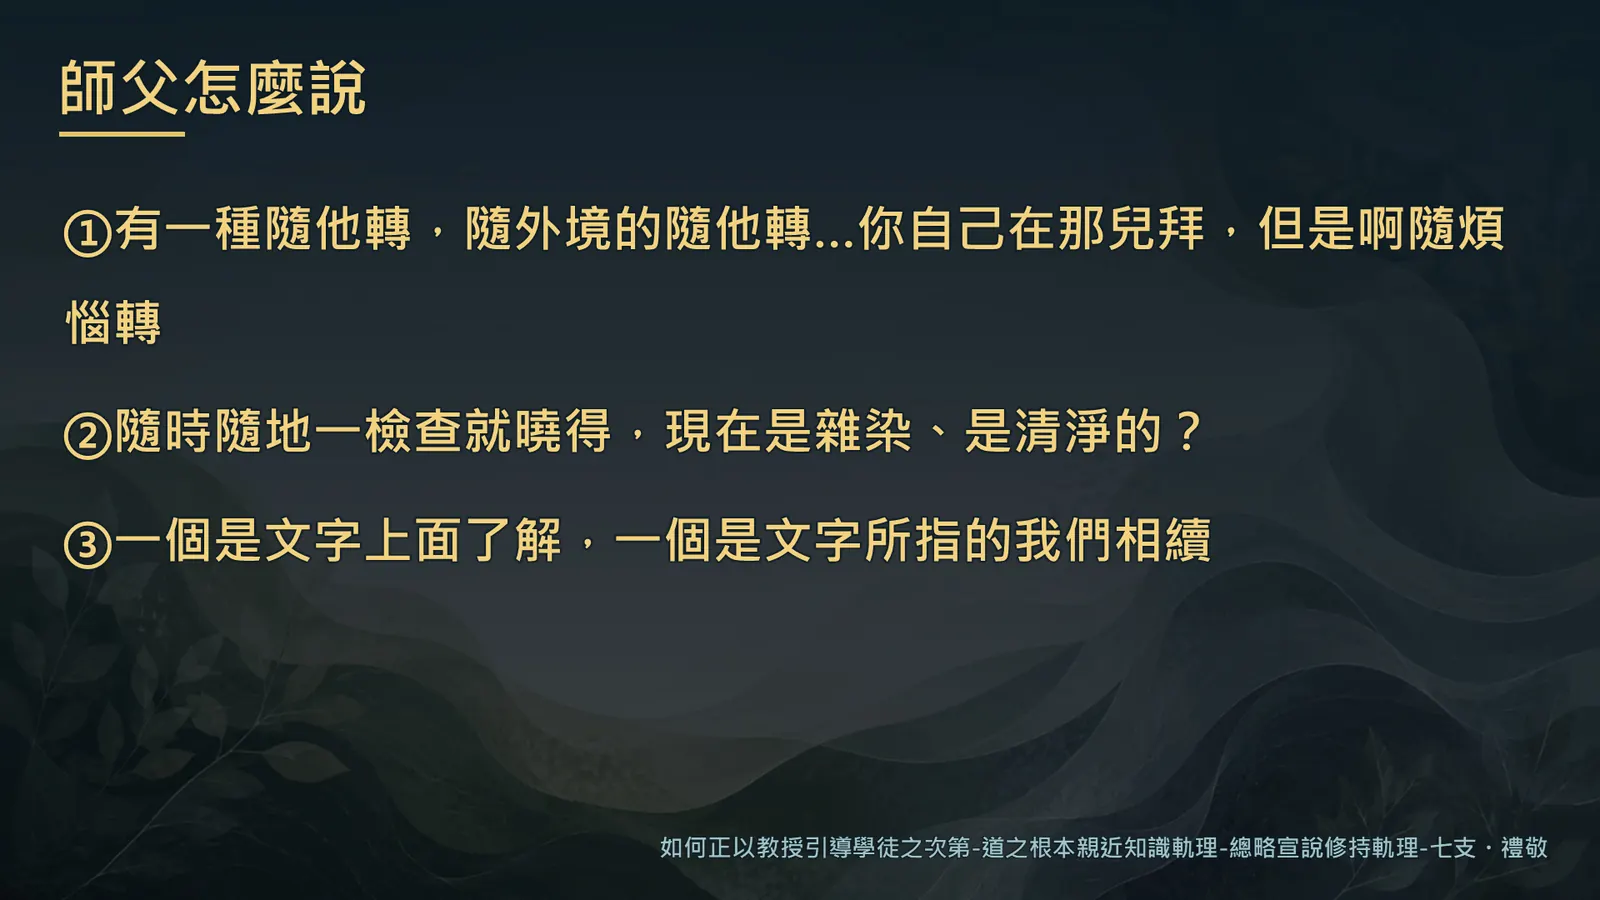 師父怎麼說
①有一種隨他轉，隨外境的隨他轉...你自己在那兒拜，但是啊隨煩
惱轉
②隨時隨地一檢查就曉得，現在是雜染、是清淨的？
③一個是文字上面了解，一個是文字所指的我們相續
如何正以教授引導學徒之次第-道之根本親近知識軌理-總略宣說修持軌理-七支．禮敬